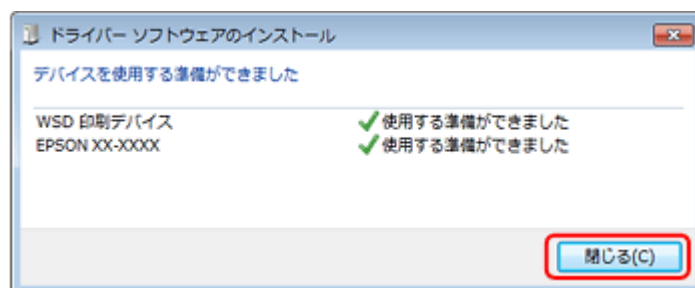 ドライバー ソフトウェアのインストール
デバイスを使用する準備ができました
WSD 印刷デバイス 使用する準備ができました
EPSON XX-XXXX 使用する準備ができました
閉じる(C)